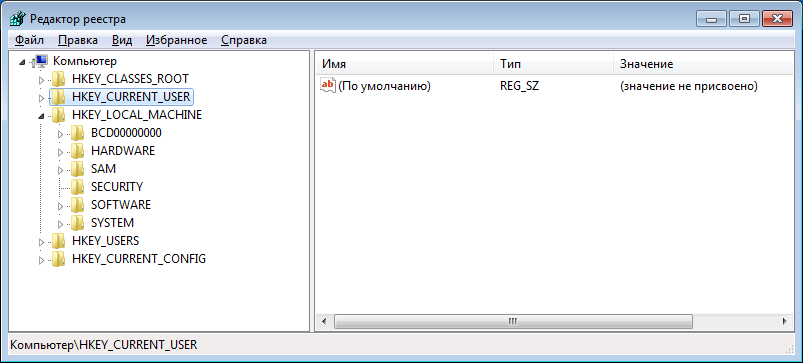 Редактор реестра
Файл Правка Вид Избранное Справка
Компьютер
HKEY_CLASSES_ROOT
HKEY_CURRENT_USER
HKEY_LOCAL_MACHINE
BCD00000000
HARDWARE
SAM
SECURITY
SOFTWARE
SYSTEM
HKEY_USERS
HKEY_CURRENT_CONFIG
Имя Тип Значение
ab (По умолчанию) REG_SZ (значение не присвоено)
Компьютер\HKEY_CURRENT_USER